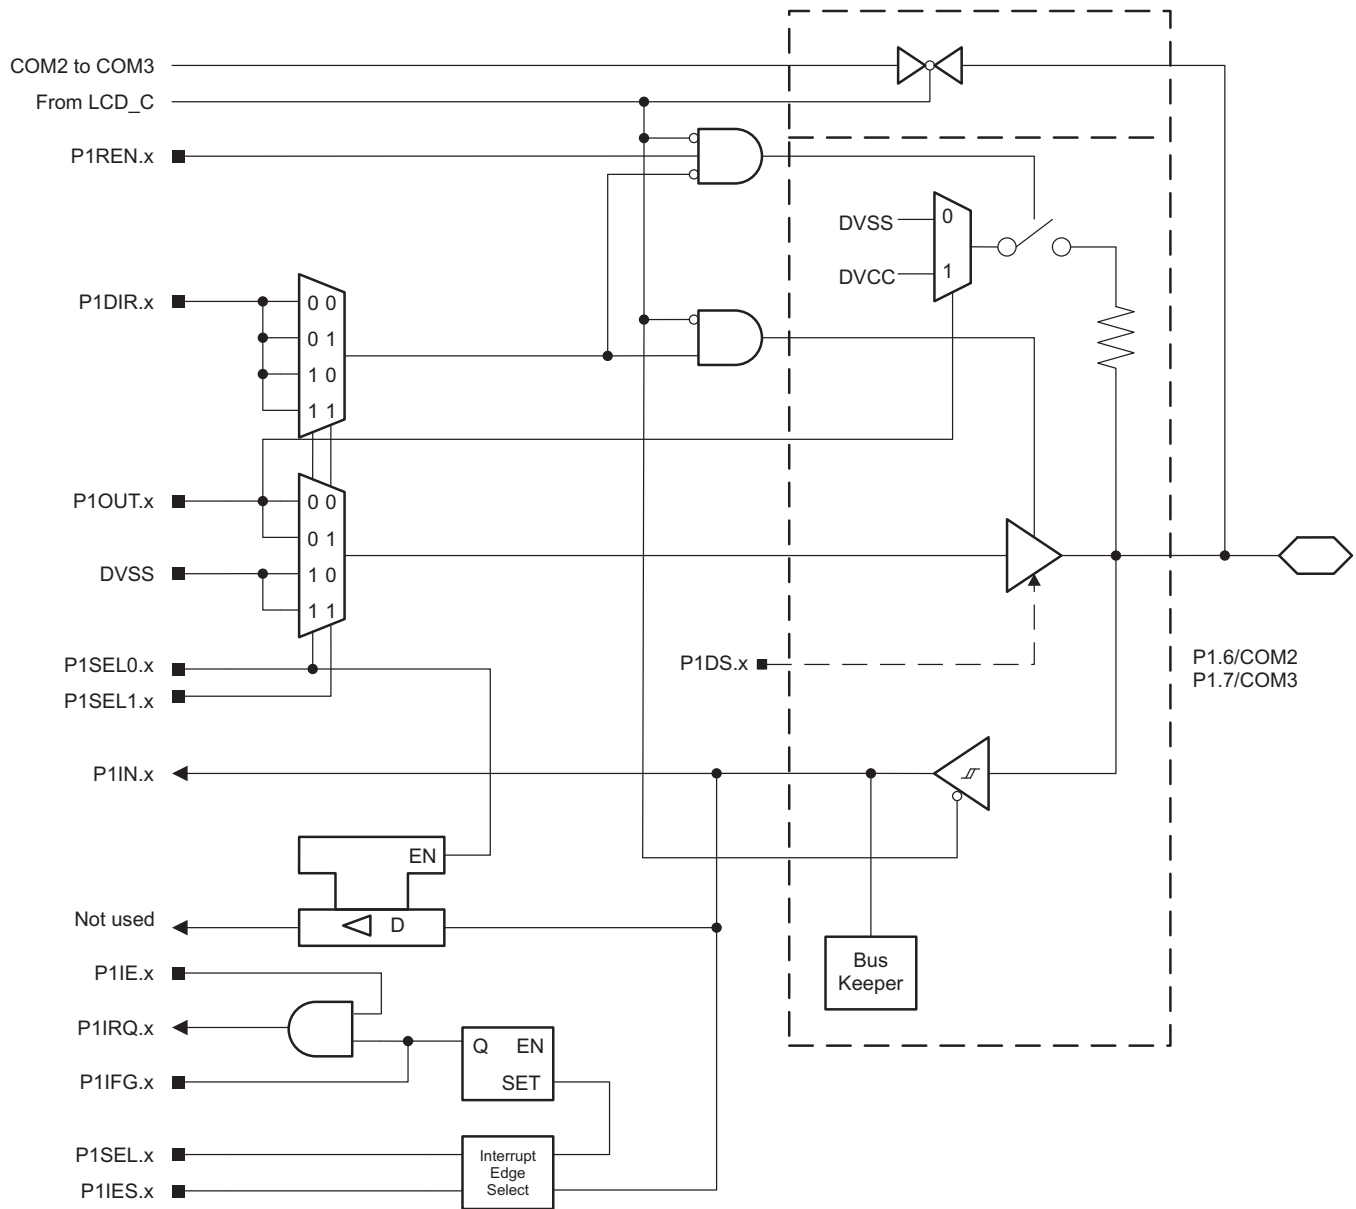 COM2 to COM3
From LCD_C
P1REN.x
DVSS
0
DVCC
1
P1DIR.x
0 0
0 1
1 0
1 1
P1OUT.x
0 0
0 1
DVSS
1 0
1 1
P1SEL0.x
P1SEL1.x
P1DS.x
P1.6/COM2
P1.7/COM3
P1IN.x
EN
Not used
D
Bus
Keeper
P1IE.x
P1IRQ.x
Q EN
SET
P1IFG.x
P1SEL.x
P1IES.x
Interrupt
Edge
Select